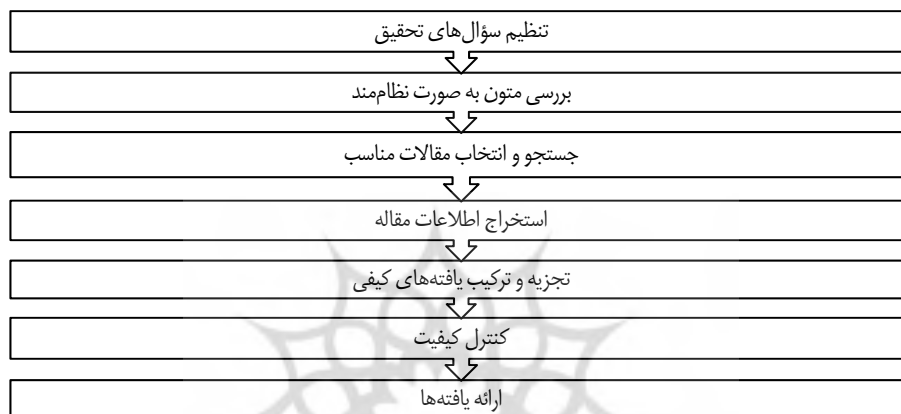 تنظیم سؤال‌های تحقیق
بررسی متون به صورت نظام‌مند
جستجو و انتخاب مقالات مناسب
استخراج اطلاعات مقاله
تجزیه و ترکیب یافته‌های کیفی
کنترل کیفیت
ارائه یافته‌ها